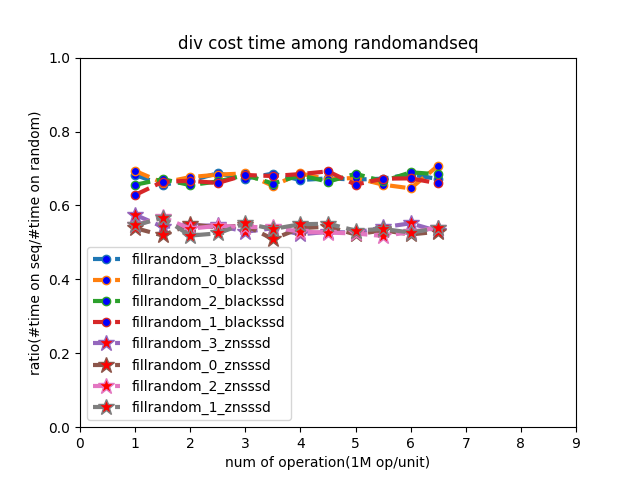 div cost time among randomandseq
ratio(#time on seq/#time on random)
1.0
0.8
0.6
0.4
0.2
0.0
fillrandom_3_blackssd
fillrandom_0_blackssd
fillrandom_2_blackssd
fillrandom_1_blackssd
fillrandom_3_znsssd
fillrandom_0_znsssd
fillrandom_2_znsssd
fillrandom_1_znsssd
0 1 2 3 4 5 6 7 8 9
num of operation(1M op/unit)